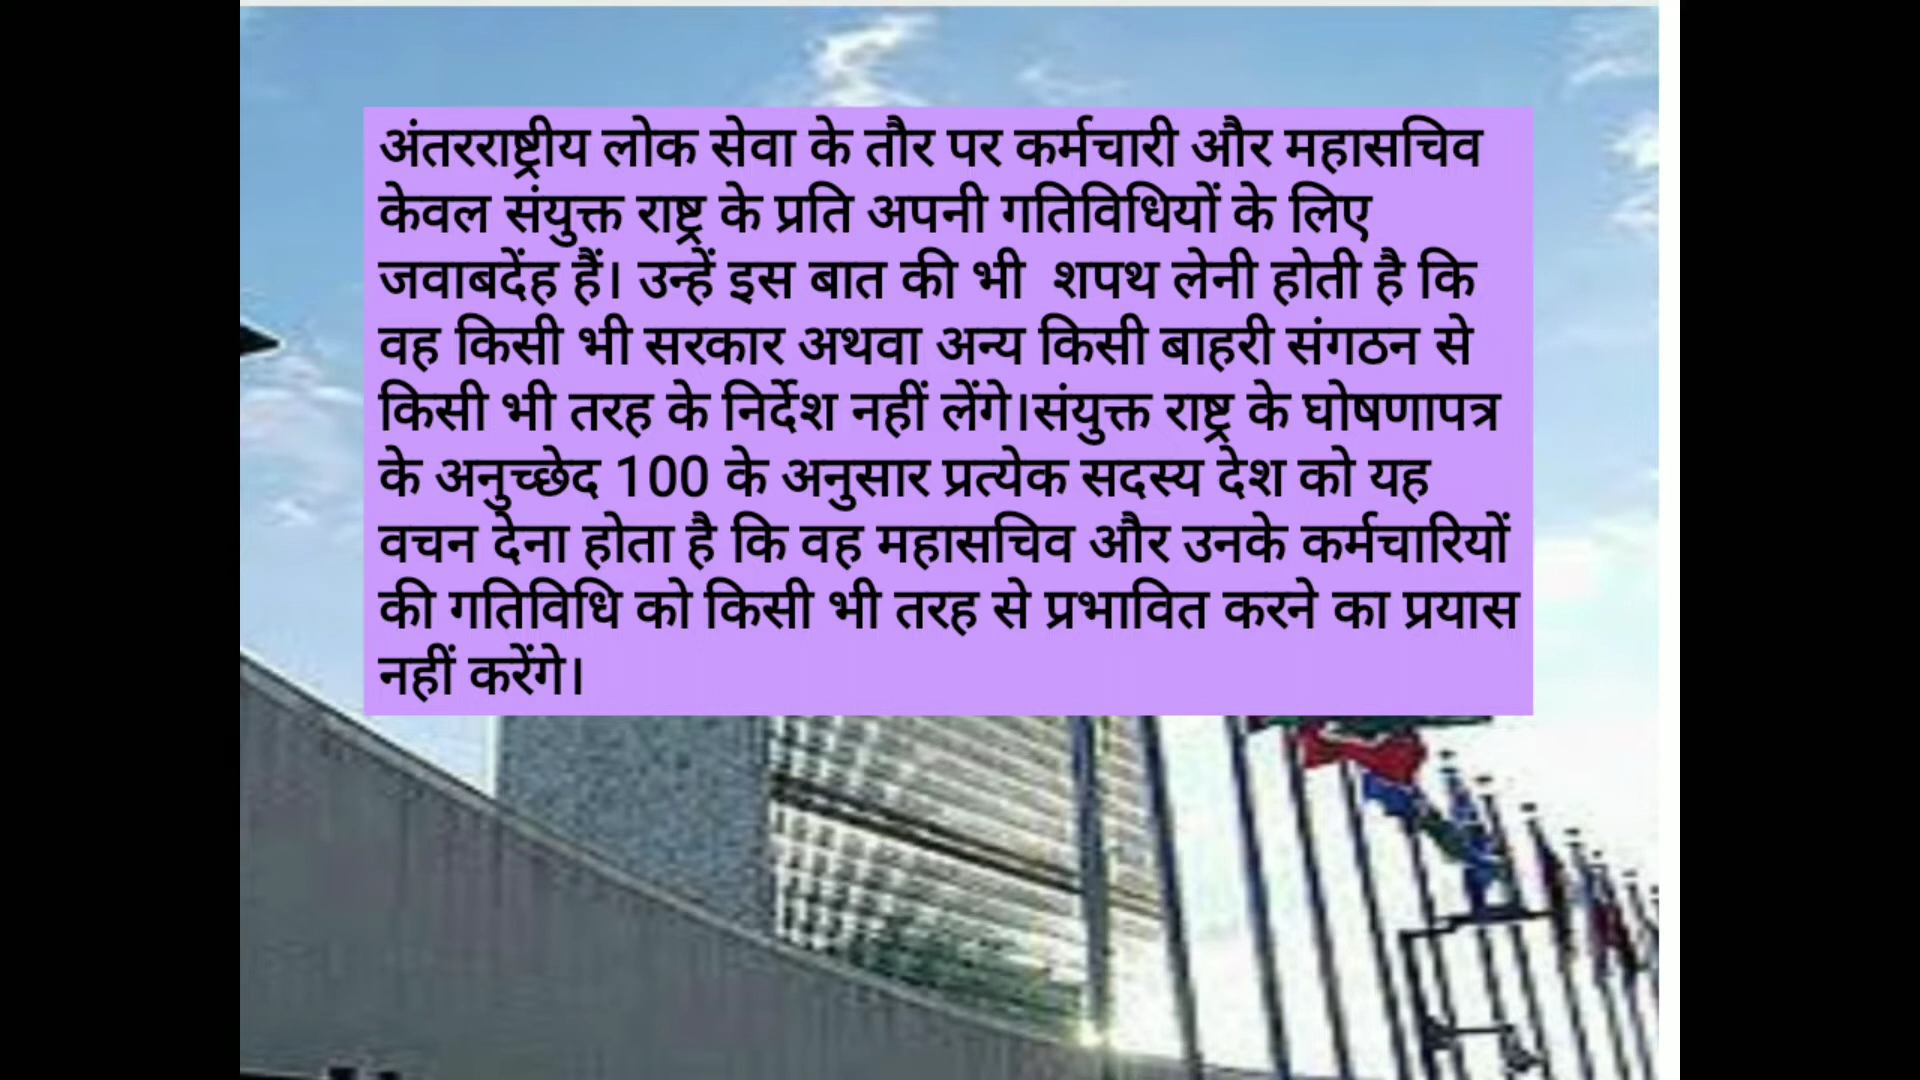 अंतरराष्ट्रीय लोक सेवा के तौर पर कर्मचारी और महासचिव
केवल संयुक्त राष्ट्र के प्रति अपनी गतिविधियों के लिए
जवाबदेंह हैं। उन्हें इस बात की भी  शपथ लेनी होती है कि
वह किसी भी सरकार अथवा अन्य किसी बाहरी संगठन से
किसी भी तरह के निर्देश नहीं लेंगे।संयुक्त राष्ट्र के घोषणापत्र
के अनुच्छेद 100 के अनुसार प्रत्येक सदस्य देश को यह
वचन देना होता है कि वह महासचिव और उनके कर्मचारियों
की गतिविधि को किसी भी तरह से प्रभावित करने का प्रयास
नहीं करेंगे।